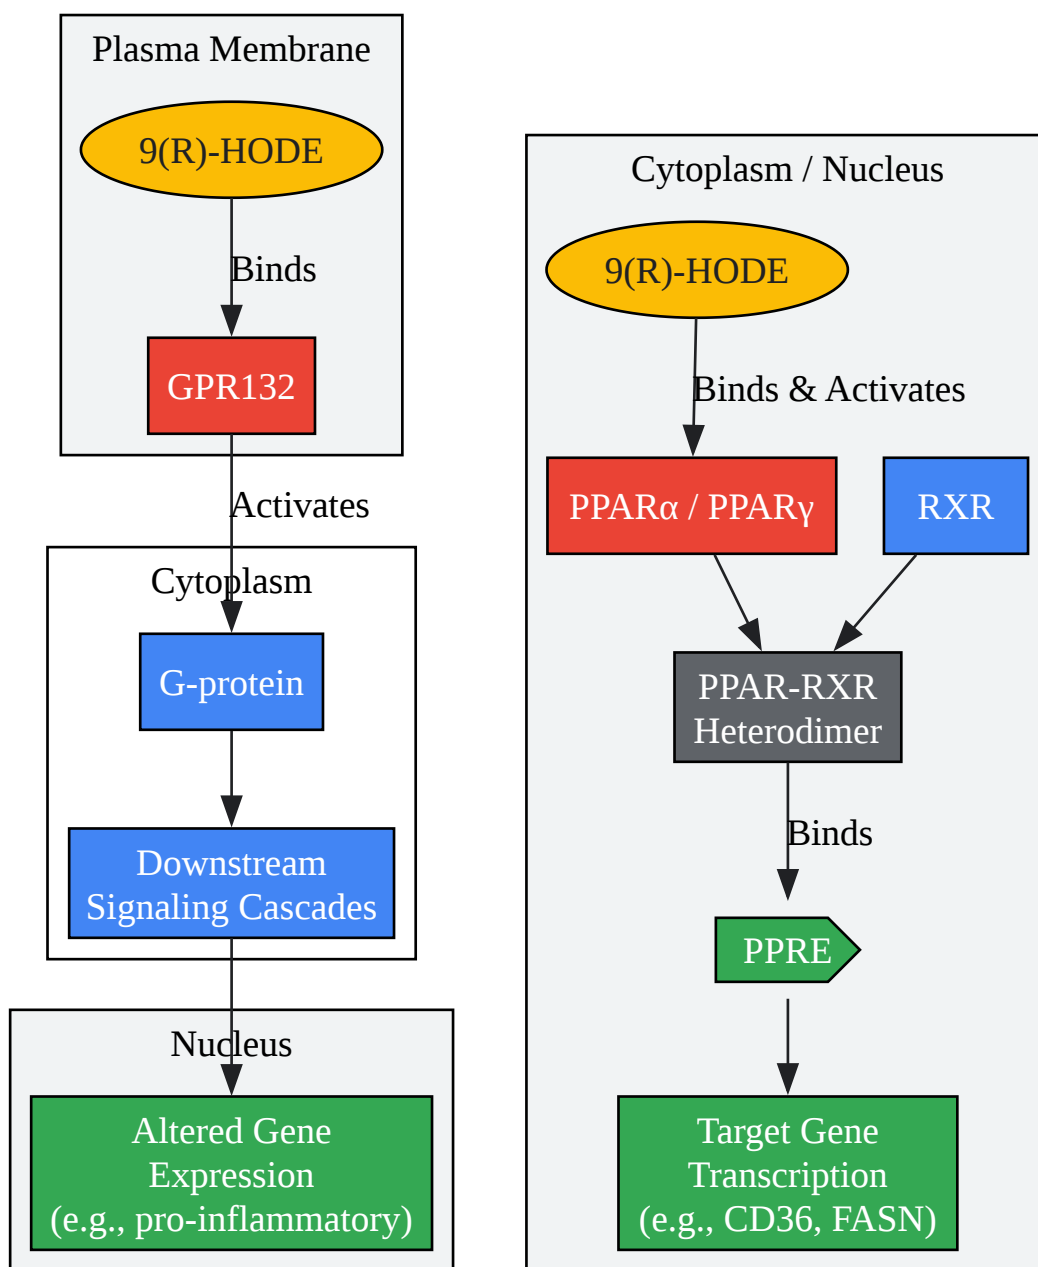 Plasma Membrane
9(R)-HODE
Binds
GPR132
Activates
Cytoplasm
G-protein
Downstream
Signaling Cascades
Nucleus
Altered Gene
Expression
(e.g., pro-inflammatory)
Cytoplasm / Nucleus
9(R)-HODE
Binds & Activates
PPARα / PPARγ
RXR
PPAR-RXR
Heterodimer
Binds
PPRE
Target Gene
Transcription
(e.g., CD36, FASN)